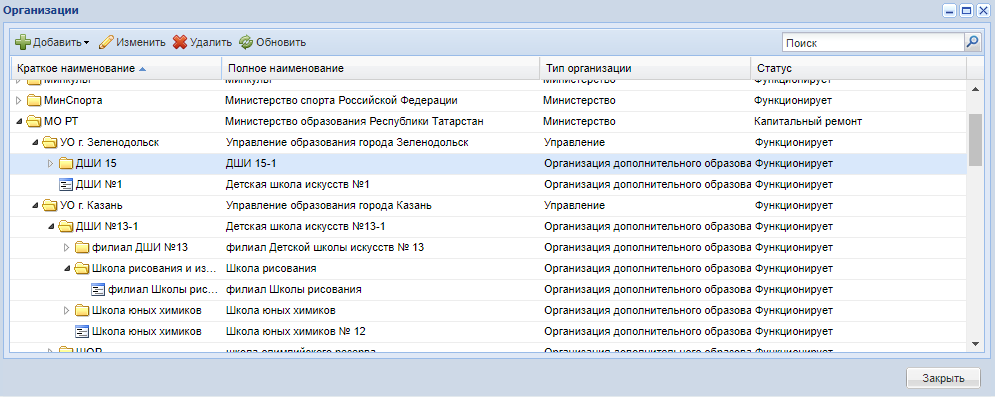 Организации
Добавить Изменить Удалить Обновить Поиск
Краткое наименование Полное наименование Тип организации Статус
Минкульт Минкульт Министерство Функционирует
МинСпорта Министерство спорта Российской Федерации Министерство Функционирует
МО РТ Министерство образования Республики Татарстан Министерство Капитальный ремонт
УО г. Зеленодольск Управление образования города Зеленодольск Управление Функционирует
ДШИ 15 ДШИ 15-1 Организация дополнительного образова Функционирует
ДШИ №1 Детская школа искусств №1 Организация дополнительного образова Функционирует
УО г. Казань Управление образования города Казань Управление Функционирует
ДШИ №13-1 Детская школа искусств №13-1 Организация дополнительного образова Функционирует
филиал ДШИ №13 филиал Детской школы искусств № 13 Организация дополнительного образова Функционирует
Школа рисования и из... Школа рисования Организация дополнительного образова Функционирует
филиал Школы рис... филиал Школы рисования Организация дополнительного образова Функционирует
Школа юных химиков Школа юных химиков Организация дополнительного образова Функционирует
Школа юных химиков Школа юных химиков № 12 Организация дополнительного образова Функционирует
ШОР школа олимпийского резерва Организация дополнительного образова Функционирует
Закрыть